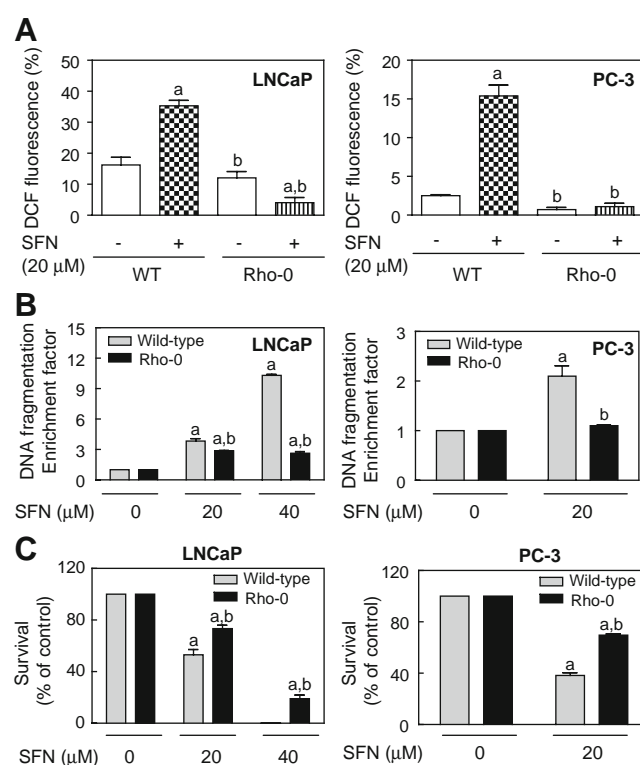 A
LNCaP
PC-3
DCF fluorescence (%)
50
40
30
20
10
0
a
b
a,b
DCF fluorescence (%)
20
15
10
5
0
a
b
b
SFN
(20 µM)
- + - +
WT Rho-0
SFN
(20 µM)
- + - +
WT Rho-0
B
LNCaP
PC-3
Wild-type
Rho-0
Wild-type
Rho-0
DNA fragmentation
Enrichment factor
15
12
9
6
3
0
a
a,b
a
a,b
DNA fragmentation
Enrichment factor
3
2
1
0
a
b
SFN (µM) 0 20 40
SFN (µM) 0 20
C
LNCaP
PC-3
Wild-type
Rho-0
Wild-type
Rho-0
Survival
(% of control)
120
80
40
0
a
a,b
a,b
Survival
(% of control)
120
80
40
0
a
a,b
SFN (µM) 0 20 40
SFN (µM) 0 20